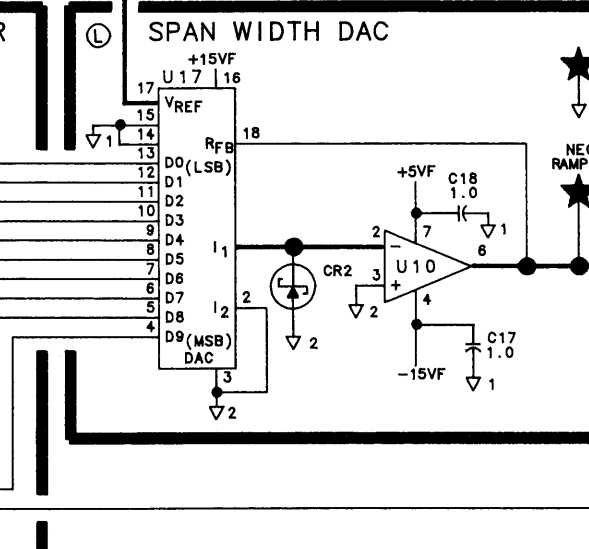 R
L SPAN WIDTH DAC
+15VF
U17 16
17 VREF
15
14 1
RFB 18
13 D0 (LSB)
12 D1
11 D2
10 D3
9 D4
8 D5
7 D6
6 D7
5 D8
4 D9 (MSB)
DAC
I1
I2 2
3
2
CR2
2
+5VF
C18
1.0
7 1
2 - 6
U10
3 +
2
4
C17
1.0
-15VF
1
NEG
RAMP